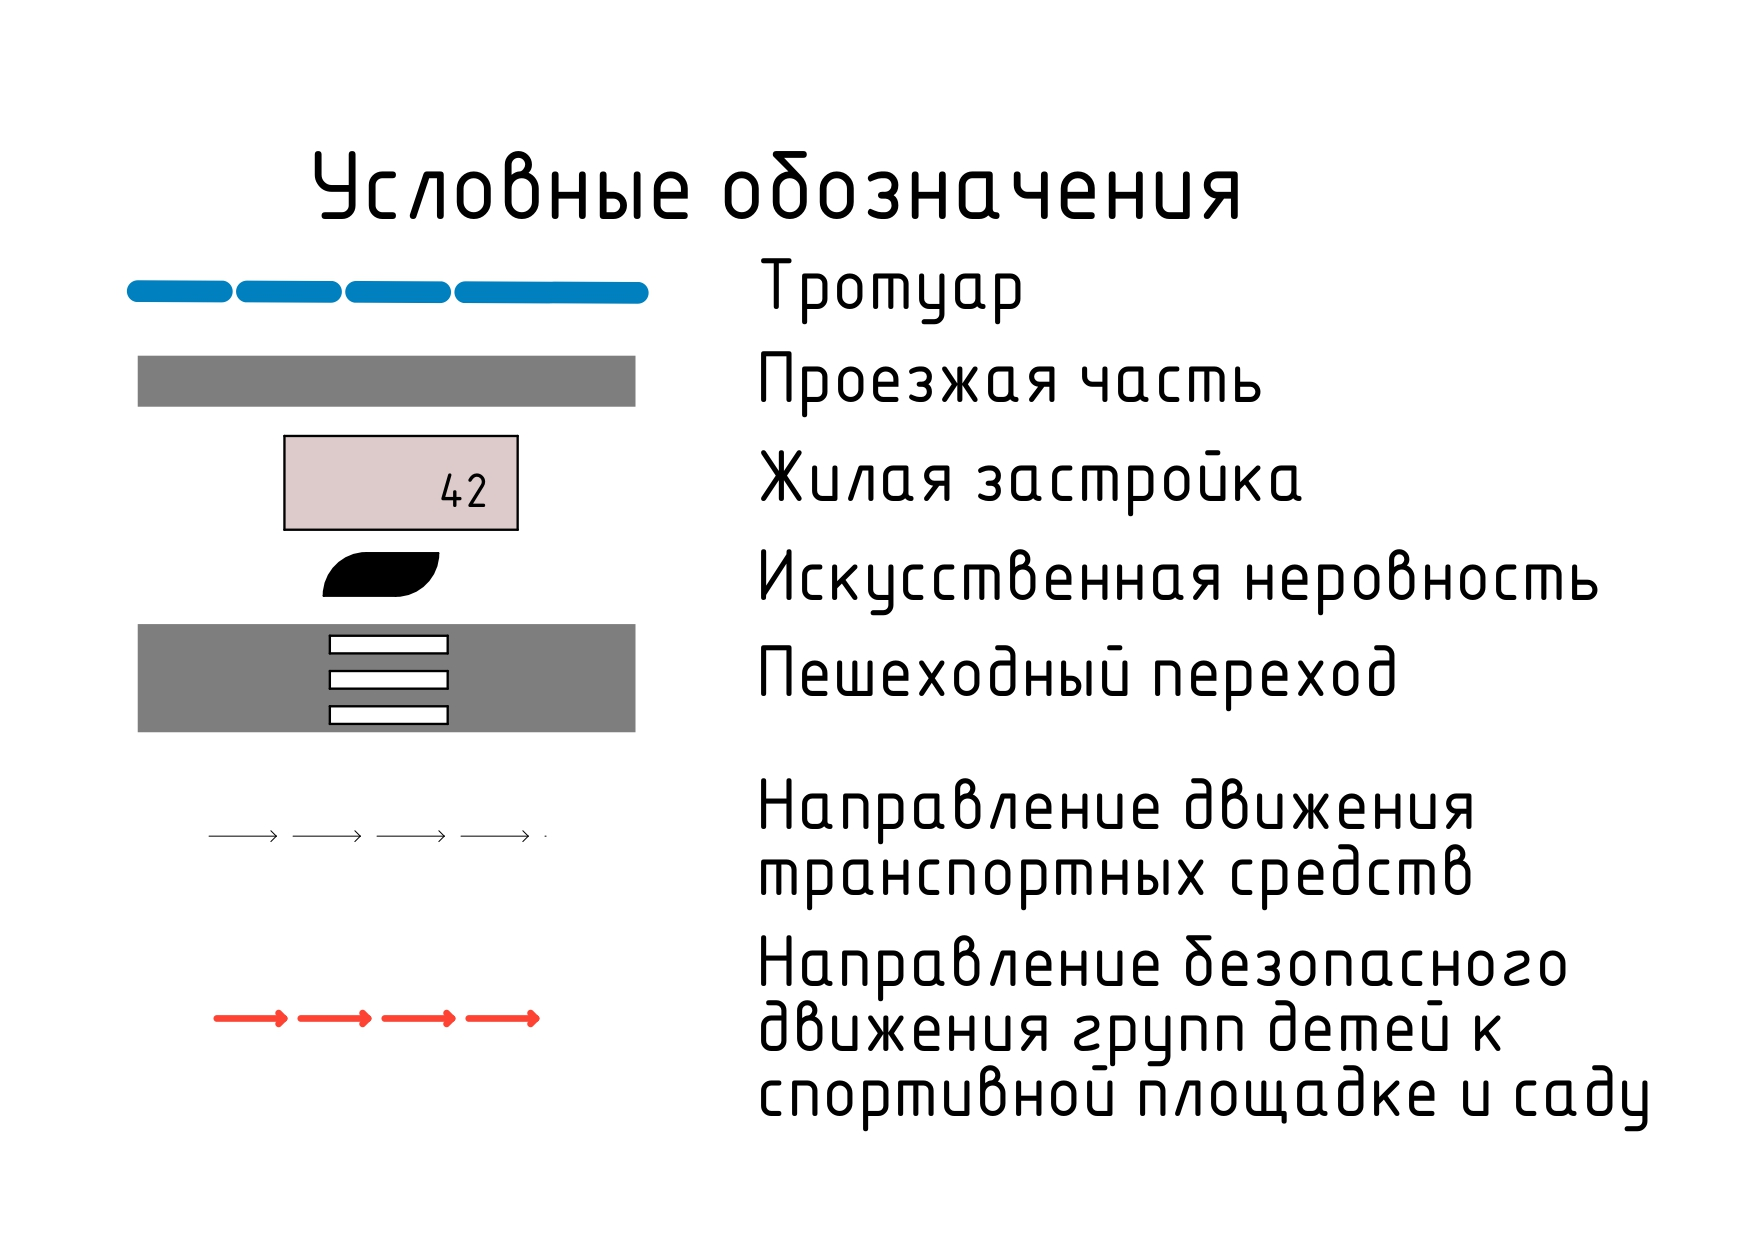 Условные обозначения
Тротуар
Проезжая часть
42
Жилая застройка
Искусственная неровность
Пешеходный переход
Направление движения
транспортных средств
Направление безопасного
движения групп детей к
спортивной площадке и саду